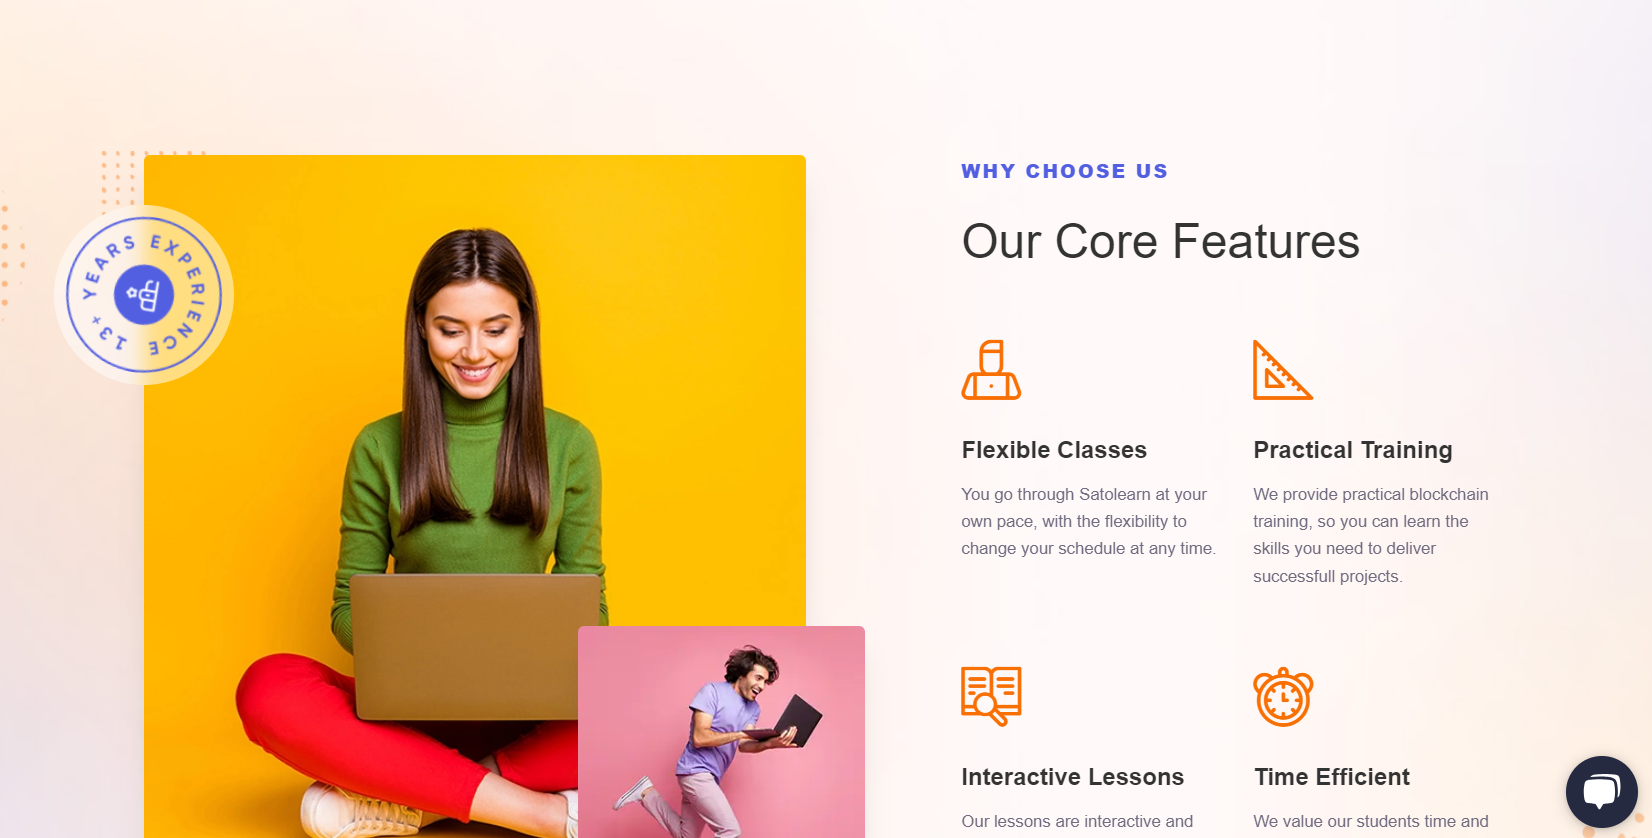 13+ YEARS EXPERIENCE
WHY CHOOSE US
Our Core Features
Flexible Classes
You go through Satolearn at your
own pace, with the flexibility to
change your schedule at any time.
Practical Training
We provide practical blockchain
training, so you can learn the
skills you need to deliver
successfull projects.
Interactive Lessons
Our lessons are interactive and
Time Efficient
We value our students time and